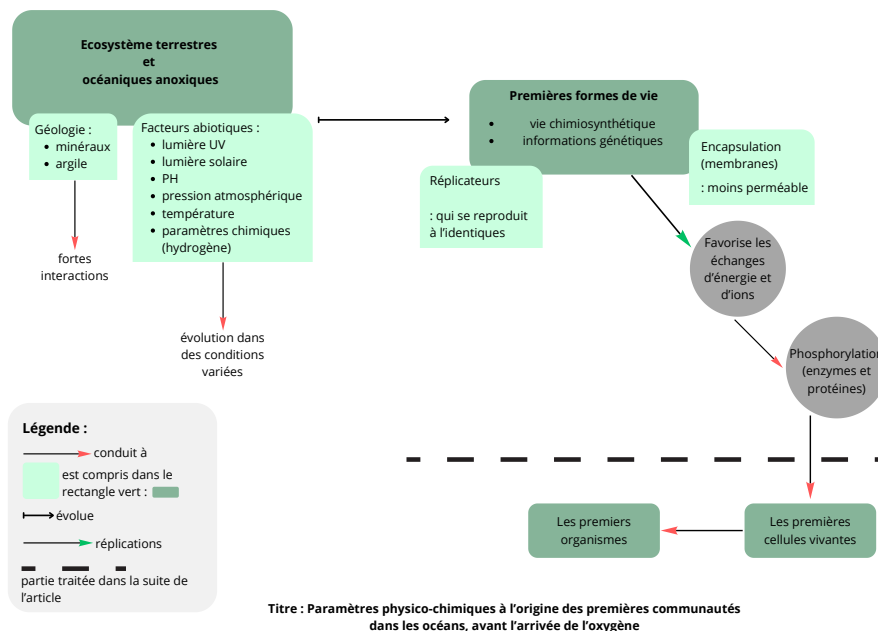 Ecosystème terrestres
et
océaniques anoxiques
Géologie :
minéraux
argile
Facteurs abiotiques :
lumière UV
lumière solaire
PH
pression atmosphérique
température
paramètres chimiques
(hydrogène)
fortes
interactions
évolution dans
des conditions
variées
Premières formes de vie
vie chimiosynthétique
informations génétiques
Réplicateurs
: qui se reproduit
à l’identiques
Encapsulation
(membranes)
: moins perméable
Favorise les
échanges
d’énergie et
d’ions
Phosphorylation
(enzymes et
protéines)
Les premiers
organismes
Les premières
cellules vivantes
Légende :
conduit à
est compris dans le
rectangle vert :
évolue
réplications
partie traitée dans la suite de
l’article
Titre : Paramètres physico-chimiques à l’origine des premières communautés
dans les océans, avant l’arrivée de l’oxygène